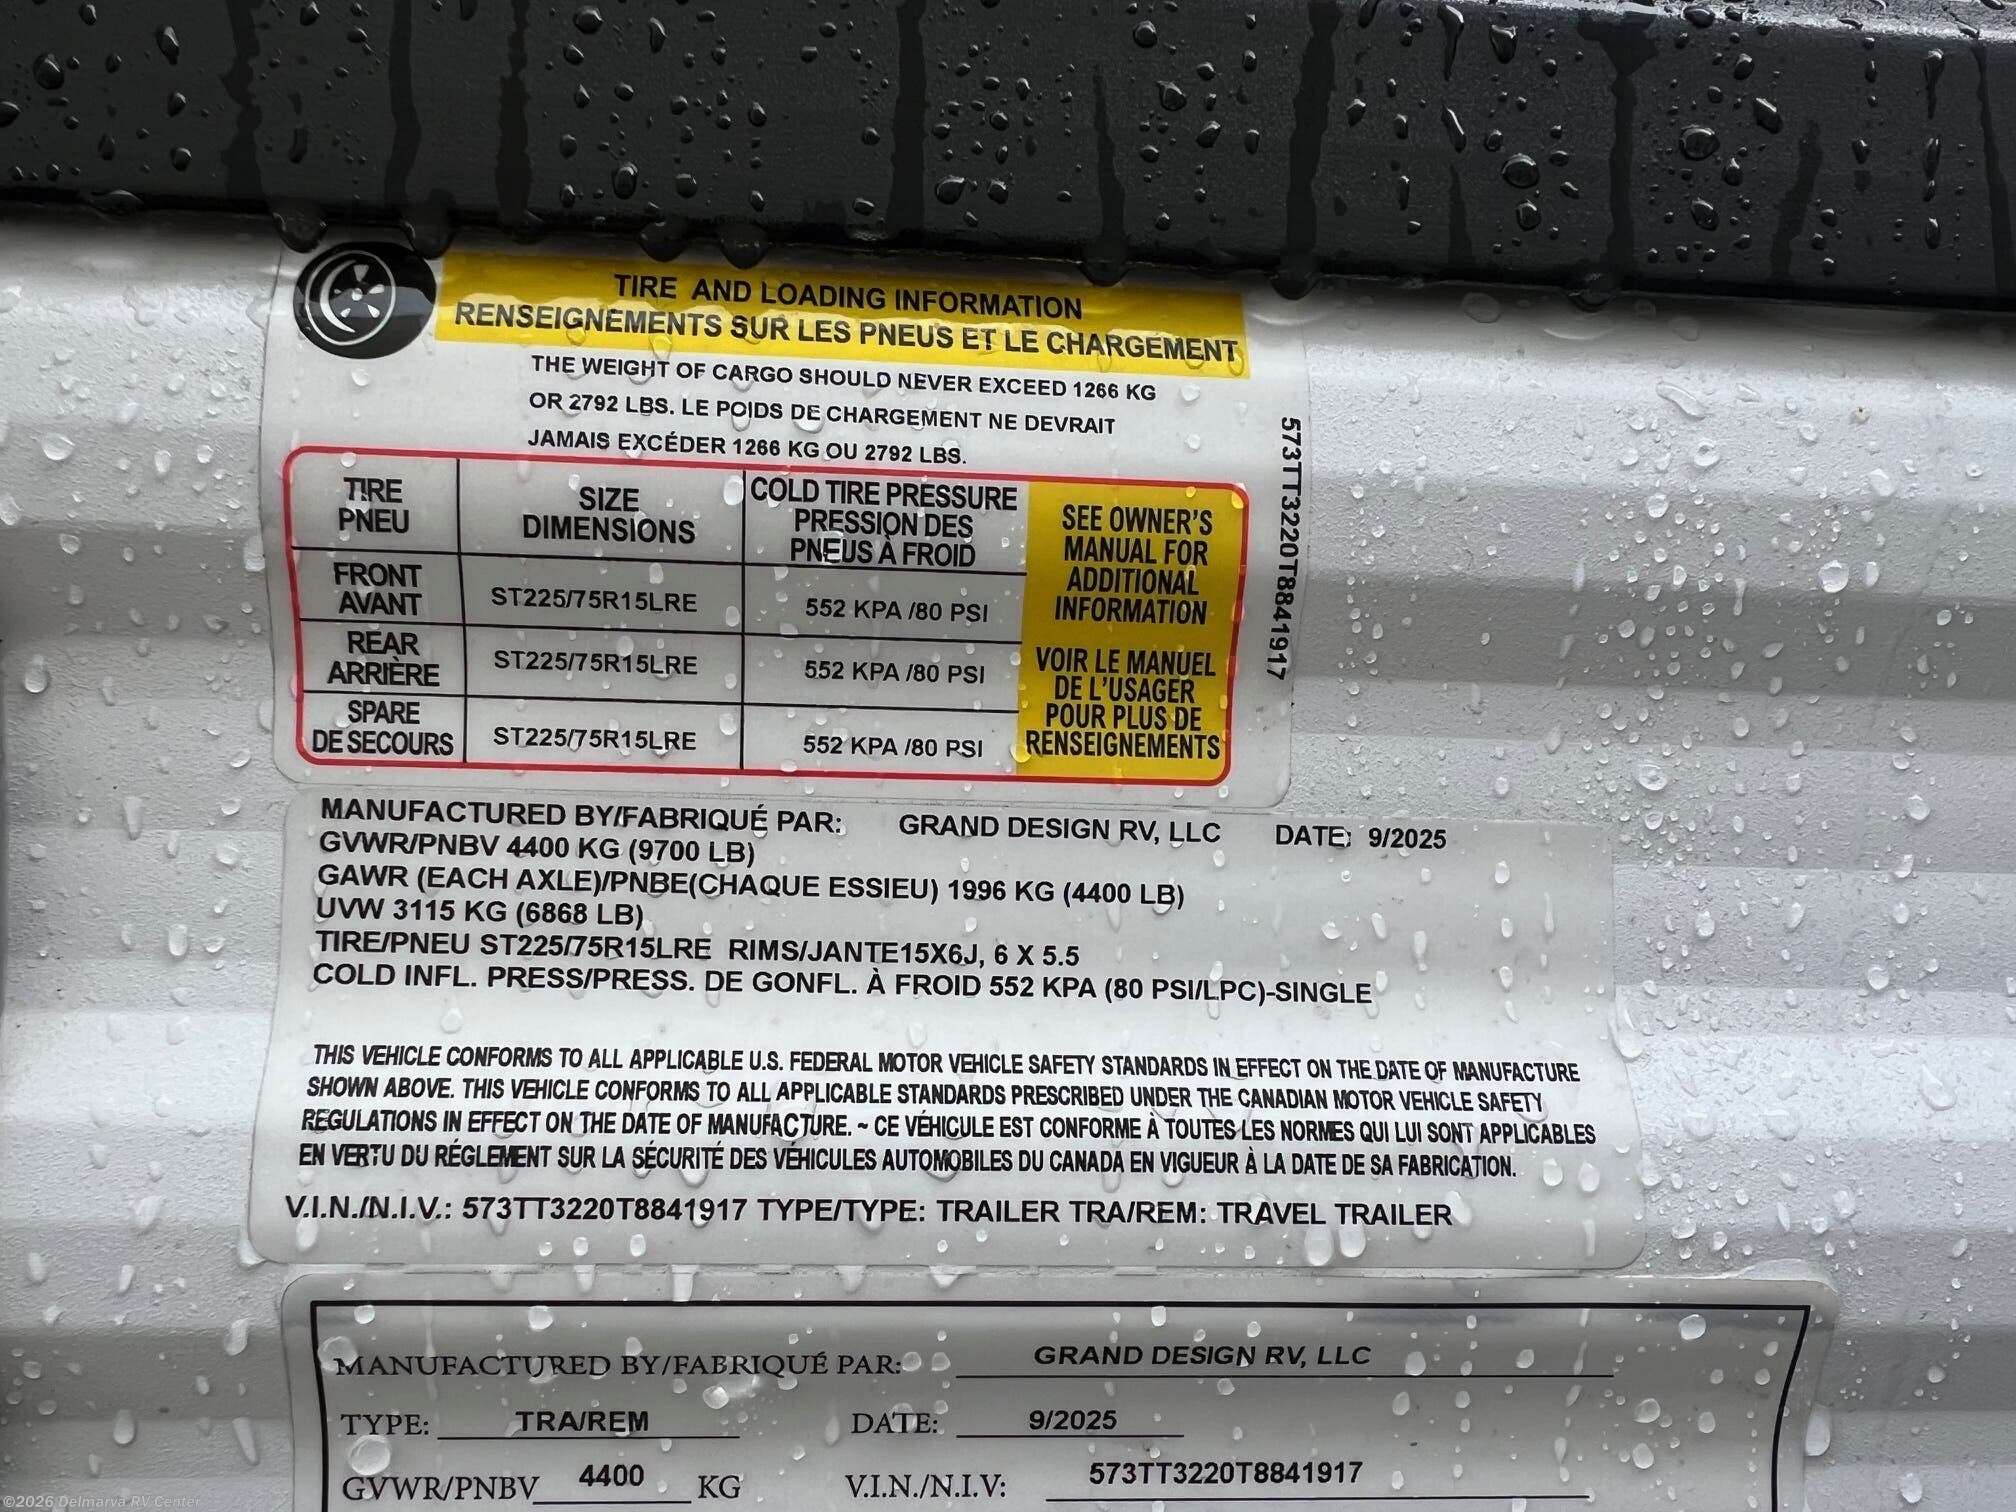 TIRE AND LOADING INFORMATION
RENSEIGNEMENTS SUR LES PNEUS ET LE CHARGEMENT
THE WEIGHT OF CARGO SHOULD NEVER EXCEED 1266 KG
OR 2792 LBS. LE POIDS DE CHARGEMENT NE DEVRAIT
JAMAIS EXCÉDER 1266 KG OU 2792 LBS.
TIRE
PNEU
SIZE
DIMENSIONS
COLD TIRE PRESSURE
PRESSION DES
PNEUS À FROID
FRONT
AVANT
ST225/75R15LRE
552 KPA /80 PSI
REAR
ARRIÈRE
ST225/75R15LRE
552 KPA /80 PSI
SPARE
DE SECOURS
ST225/75R15LRE
552 KPA /80 PSI
SEE OWNER'S
MANUAL FOR
ADDITIONAL
INFORMATION
VOIR LE MANUEL
DE L'USAGER
POUR PLUS DE
RENSEIGNEMENTS
573TT3220T8841917
MANUFACTURED BY/FABRIQUÉ PAR: GRAND DESIGN RV, LLC DATE: 9/2025
GVWR/PNBV 4400 KG (9700 LB)
GAWR (EACH AXLE)/PNBE(CHAQUE ESSIEU) 1996 KG (4400 LB)
UVW 3115 KG (6868 LB)
TIRE/PNEU ST225/75R15LRE RIMS/JANTE15X6J, 6 X 5.5
COLD INFL. PRESS/PRESS. DE GONFL. À FROID 552 KPA (80 PSI/LPC)-SINGLE
THIS VEHICLE CONFORMS TO ALL APPLICABLE U.S. FEDERAL MOTOR VEHICLE SAFETY STANDARDS IN EFFECT ON THE DATE OF MANUFACTURE
SHOWN ABOVE. THIS VEHICLE CONFORMS TO ALL APPLICABLE STANDARDS PRESCRIBED UNDER THE CANADIAN MOTOR VEHICLE SAFETY
REGULATIONS IN EFFECT ON THE DATE OF MANUFACTURE. ~ CE VÉHICULE EST CONFORME À TOUTES LES NORMES QUI LUI SONT APPLICABLES
EN VERTU DU RÉGLEMENT SUR LA SÉCURITÉ DES VÉHICULES AUTOMOBILES DU CANADA EN VIGUEUR À LA DATE DE SA FABRICATION.
V.I.N./N.I.V.: 573TT3220T8841917 TYPE/TYPE: TRAILER TRA/REM: TRAVEL TRAILER
MANUFACTURED BY/FABRIQUÉ PAR: GRAND DESIGN RV, LLC
TYPE: TRA/REM DATE: 9/2025
GVWR/PNBV 4400 KG V.I.N./N.I.V: 573TT3220T8841917
©2026 Delmarva RV Center